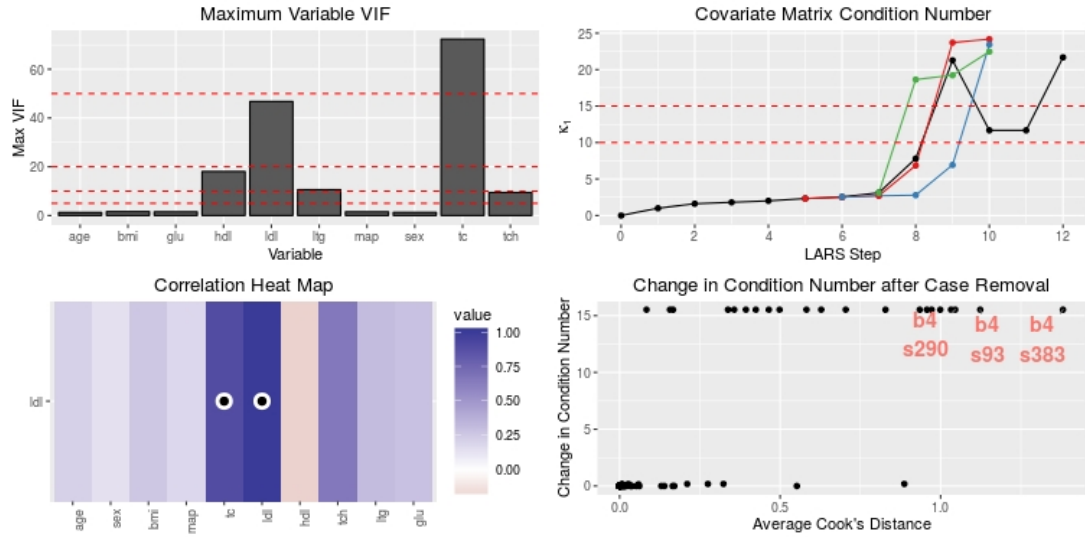 Maximum Variable VIF
Max VIF
60
40
20
0
age bmi glu hdl ldl ltg map sex tc tch
Variable
Covariate Matrix Condition Number
κ1
25
20
15
10
5
0
0 2 4 6 8 10 12
LARS Step
Correlation Heat Map
ldl
age sex bmi map tc ldl hdl tch ltg glu
value
1.00
0.75
0.50
0.25
0.00
Change in Condition Number after Case Removal
Change in Condition Number
15
10
5
0
b4 b4 b4
s290 s93 s383
0.0 0.5 1.0
Average Cook's Distance